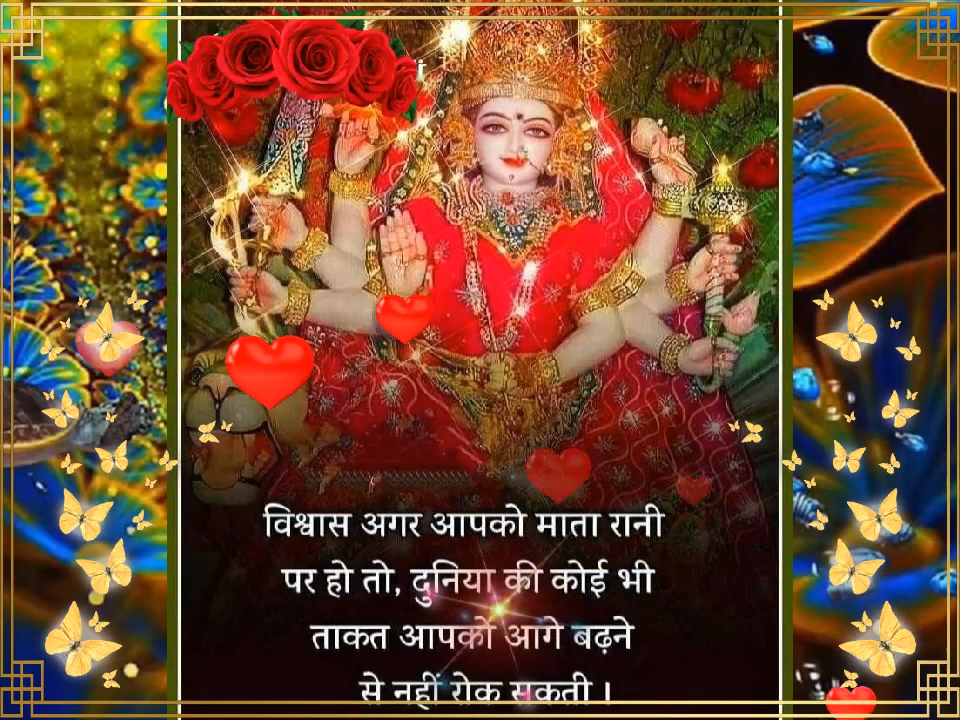 विश्वास अगर आपको माता रानी
पर हो तो, दुनिया की कोई भी
ताकत आपको आगे बढ़ने
से नहीं रोक सकती ।